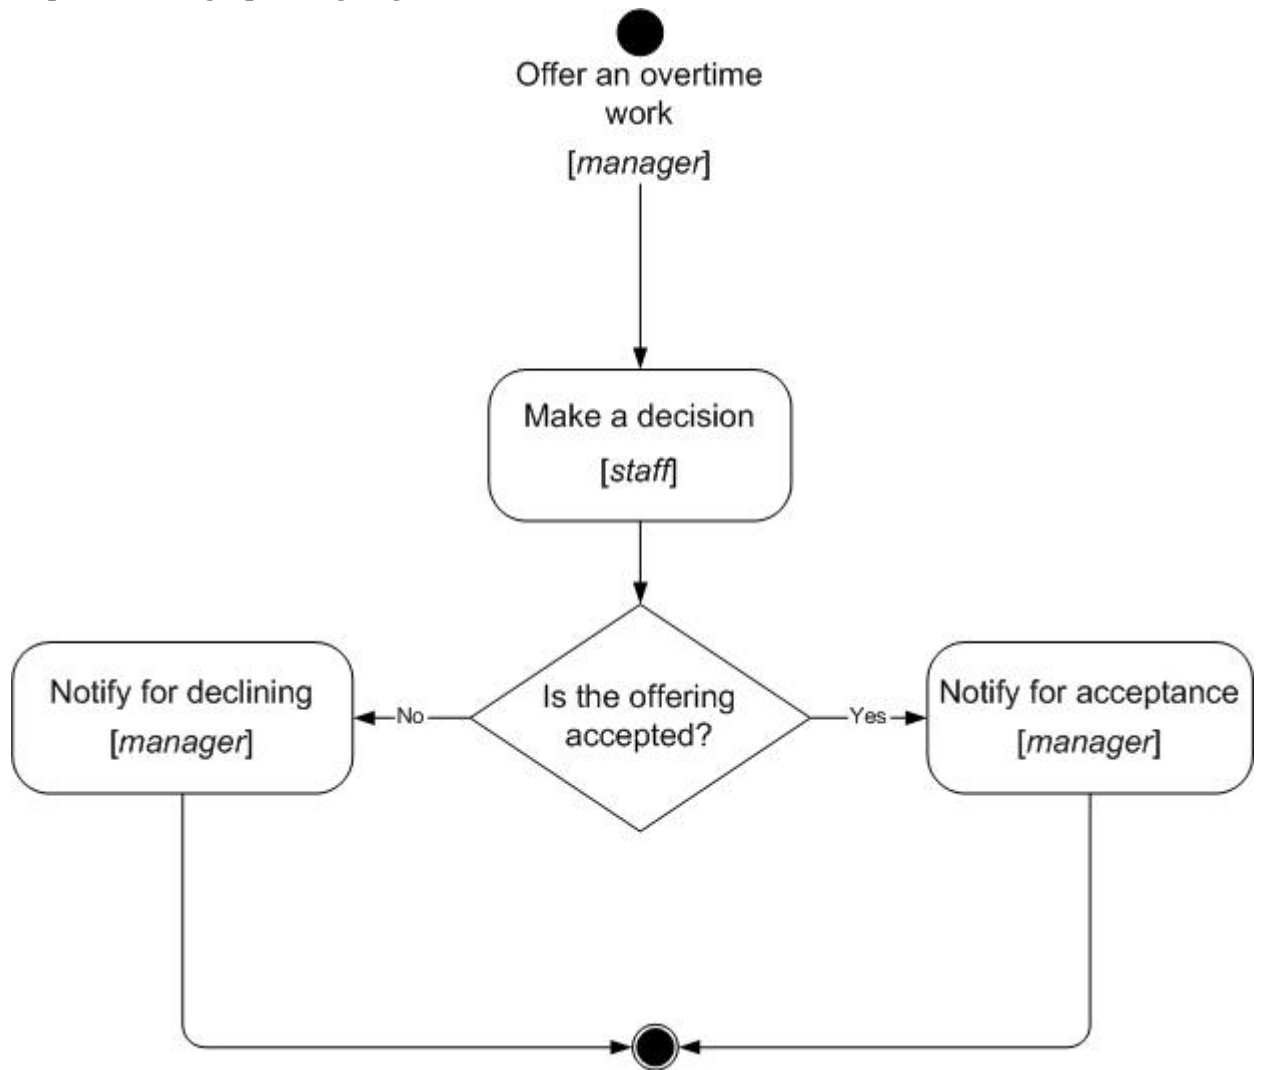 Offer an overtime
work
[manager]
Make a decision
[staff]
Is the offering
accepted?
No
Yes
Notify for declining
[manager]
Notify for acceptance
[manager]